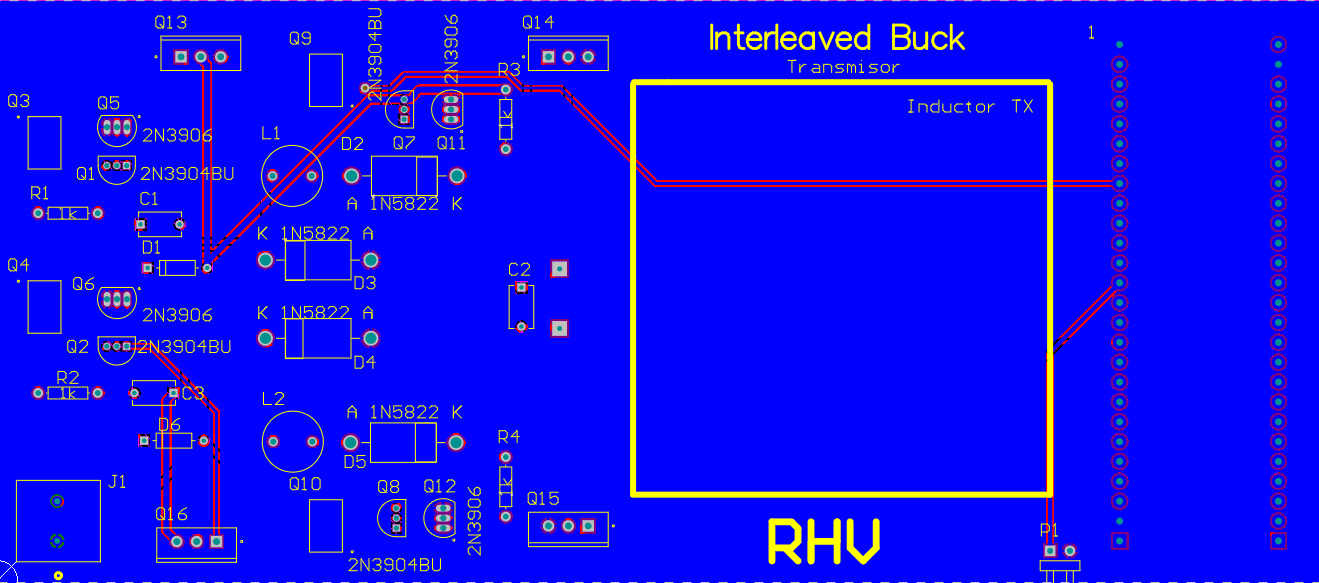 Interleaved Buck
Transmisor
Inductor TX
1
Q13
Q9
2N3904BU
2N3906
Q14
R3
1k
Q3
Q5
2N3906
Q1
2N3904BU
L1
D2
Q7
Q11
A 1N5822 K
R1
1k
C1
D1
K 1N5822 A
D3
Q4
Q6
2N3906
C2
K 1N5822 A
D4
Q2
2N3904BU
R2
1k
C3
L2
A 1N5822 K
D5
D6
R4
1k
J1
Q10
Q8
Q12
2N3906
Q15
Q16
2N3904BU
RHV
P1